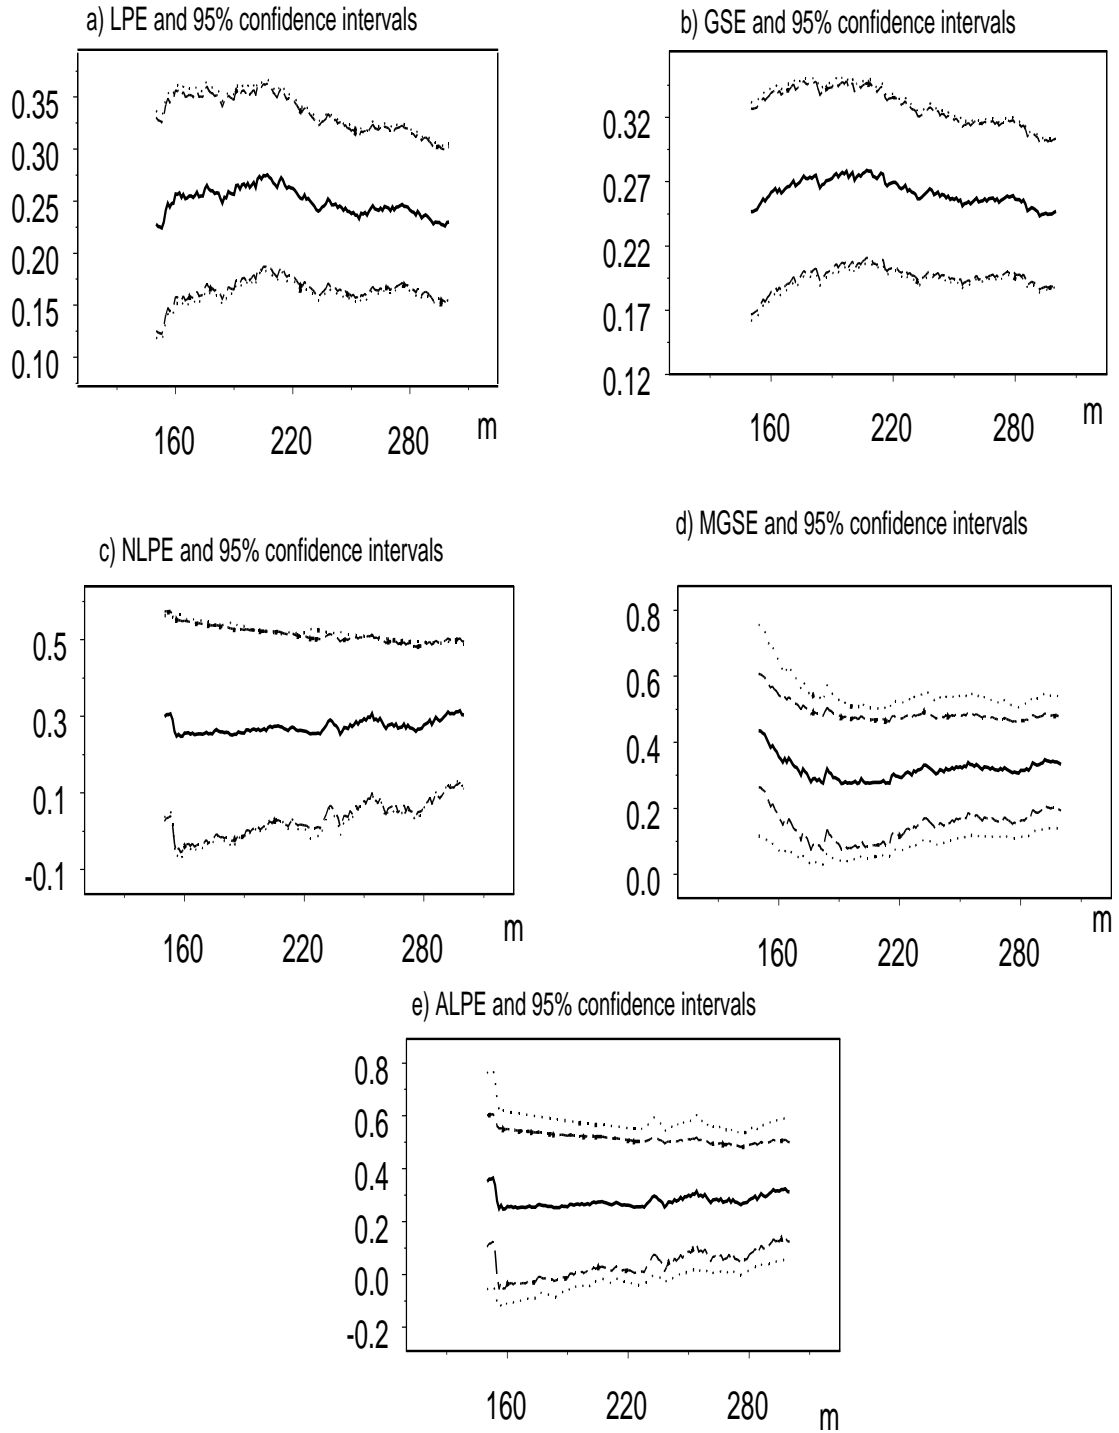 a) LPE and 95% confidence intervals
0.35
0.30
0.25
0.20
0.15
0.10
160 220 280 m
b) GSE and 95% confidence intervals
0.32
0.27
0.22
0.17
0.12
160 220 280 m
c) NLPE and 95% confidence intervals
0.5
0.3
0.1
-0.1
160 220 280 m
d) MGSE and 95% confidence intervals
0.8
0.6
0.4
0.2
0.0
160 220 280 m
e) ALPE and 95% confidence intervals
0.8
0.6
0.4
0.2
0.0
-0.2
160 220 280 m